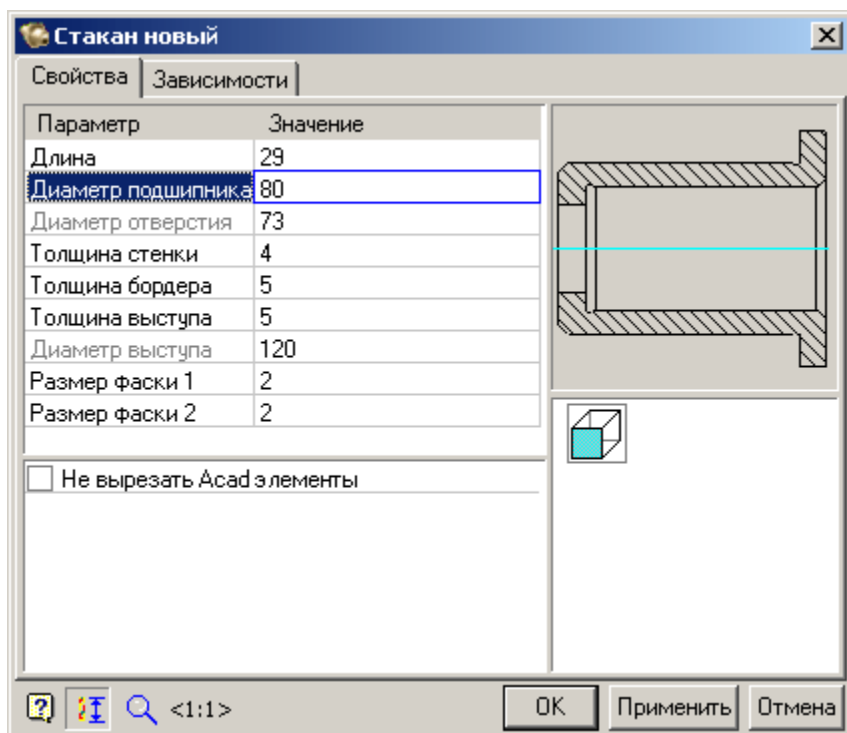 Стакан новый
Свойства Зависимости
Параметр Значение
Длина 29
Диаметр подшипника 80
Диаметр отверстия 73
Толщина стенки 4
Толщина бордера 5
Толщина выступа 5
Диаметр выступа 120
Размер фаски 1 2
Размер фаски 2 2
Не вырезать Acad элементы
<1:1> OK Применить Отмена